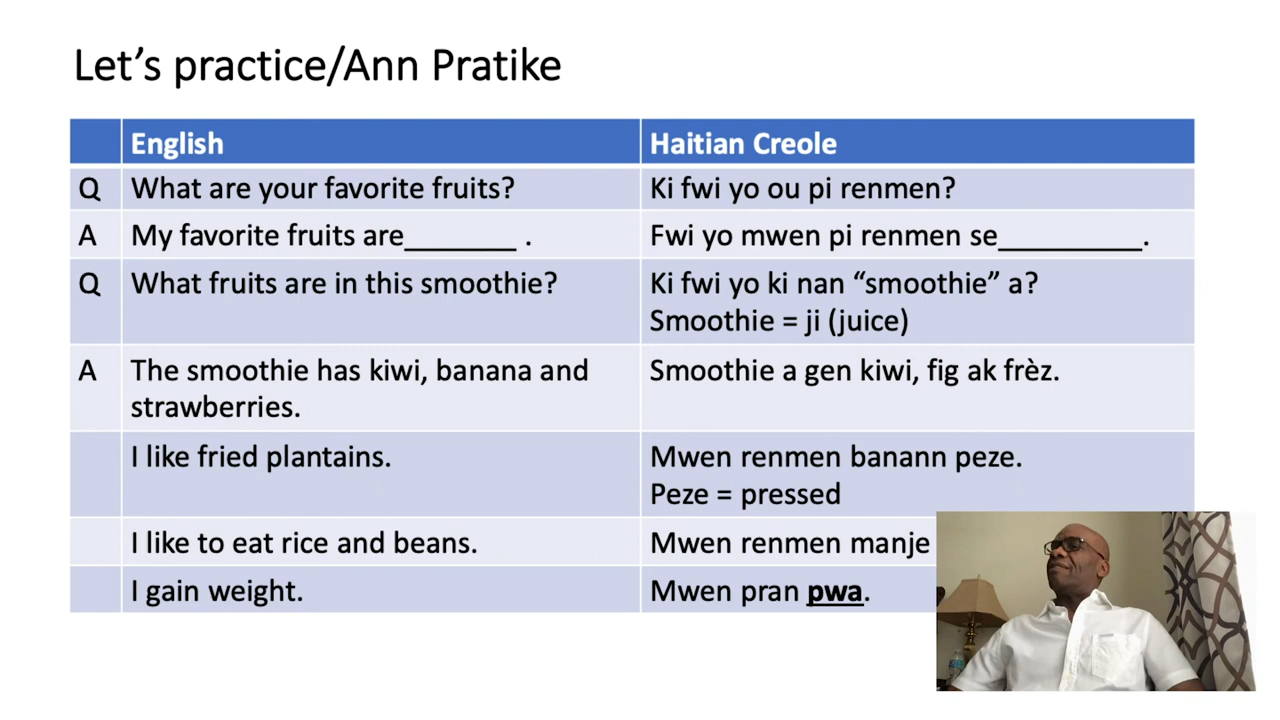 Let's practice/Ann Pratike
English Haitian Creole
Q What are your favorite fruits? Ki fwi yo ou pi renmen?
A My favorite fruits are_______ . Fwi yo mwen pi renmen se_________.
Q What fruits are in this smoothie? Ki fwi yo ki nan “smoothie” a?
Smoothie = ji (juice)
A The smoothie has kiwi, banana and Smoothie a gen kiwi, fig ak frèz.
strawberries.
I like fried plantains. Mwen renmen banann peze.
Peze = pressed
I like to eat rice and beans. Mwen renmen manje
I gain weight. Mwen pran pwa.